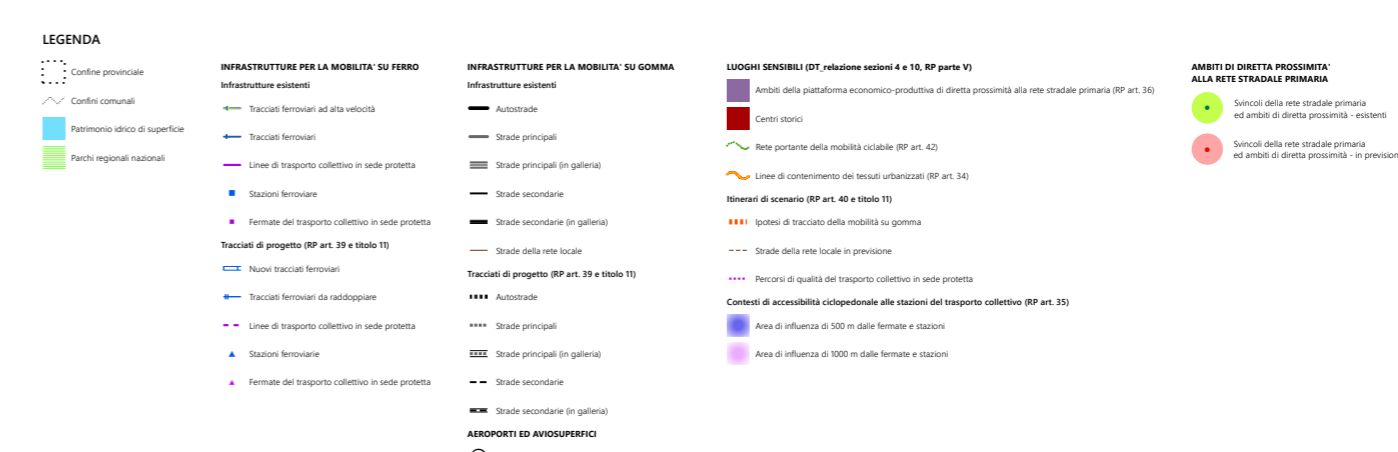 LEGENDA
Confine provinciale
Confini comunali
Patrimonio idrico di superficie
Parchi regionali nazionali
INFRASTRUTTURE PER LA MOBILITA' SU FERRO
Infrastrutture esistenti
Tracciati ferroviari ad alta velocità
Tracciati ferroviari
Linee di trasporto collettivo in sede protetta
Stazioni ferroviare
Fermate del trasporto collettivo in sede protetta
Tracciati di progetto (RP art. 39 e titolo 11)
Nuovi tracciati ferroviari
Tracciati ferroviari da raddoppiare
Linee di trasporto collettivo in sede protetta
Stazioni ferroviarie
Fermate del trasporto collettivo in sede protetta
INFRASTRUTTURE PER LA MOBILITA' SU GOMMA
Infrastrutture esistenti
Autostrade
Strade principali
Strade principali (in galleria)
Strade secondarie
Strade secondarie (in galleria)
Strade della rete locale
Tracciati di progetto (RP art. 39 e titolo 11)
Autostrade
Strade principali
Strade principali (in galleria)
Strade secondarie
Strade secondarie (in galleria)
AEROPORTI ED AVIOSUPERFICI
LUOGHI SENSIBILI (DT_relazione sezioni 4 e 10, RP parte V)
Ambiti della piattaforma economico-produttiva di diretta prossimità alla rete stradale primaria (RP art. 36)
Centri storici
Rete portante della mobilità ciclabile (RP art. 42)
Linee di contenimento dei tessuti urbanizzati (RP art. 34)
Itinerari di scenario (RP art. 40 e titolo 11)
Ipotesi di tracciato della mobilità su gomma
Strade della rete locale in previsione
Percorsi di qualità del trasporto collettivo in sede protetta
Contesti di accessibilità ciclopedonale alle stazioni del trasporto collettivo (RP art. 35)
Area di influenza di 500 m dalle fermate e stazioni
Area di influenza di 1000 m dalle fermate e stazioni
AMBITI DI DIRETTA PROSSIMITA'
ALLA RETE STRADALE PRIMARIA
Svincoli della rete stradale primaria
ed ambiti di diretta prossimità - esistenti
Svincoli della rete stradale primaria
ed ambiti di diretta prossimità - in prevision